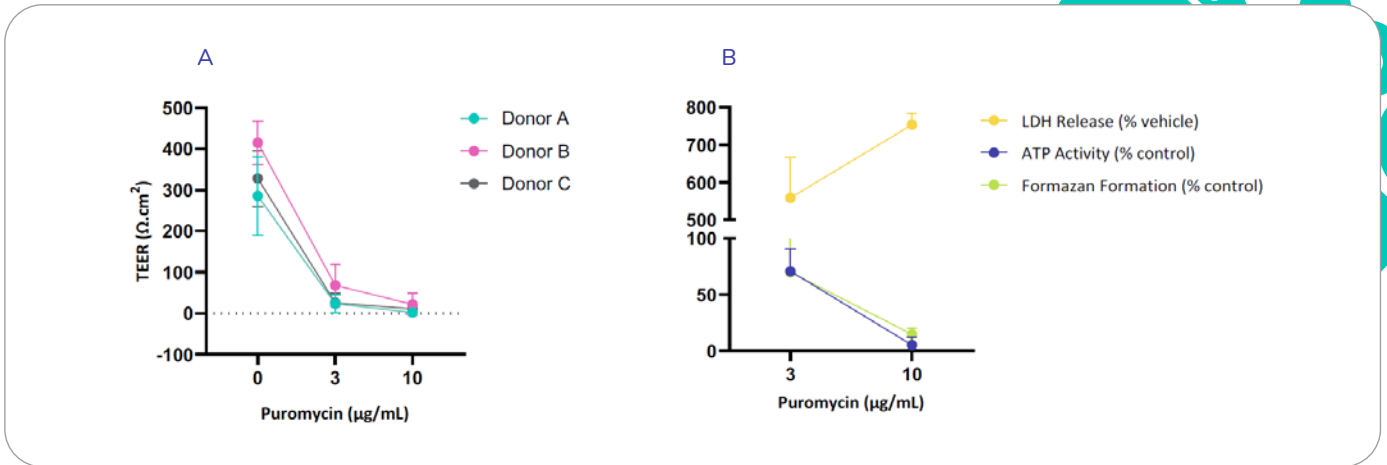 A
500
400
300
200
100
0
-100
TEER (Ω.cm²)
0 3 10
Puromycin (µg/mL)
Donor A
Donor B
Donor C
B
800
700
600
500
100
50
0
3 10
Puromycin (µg/mL)
LDH Release (% vehicle)
ATP Activity (% control)
Formazan Formation (% control)